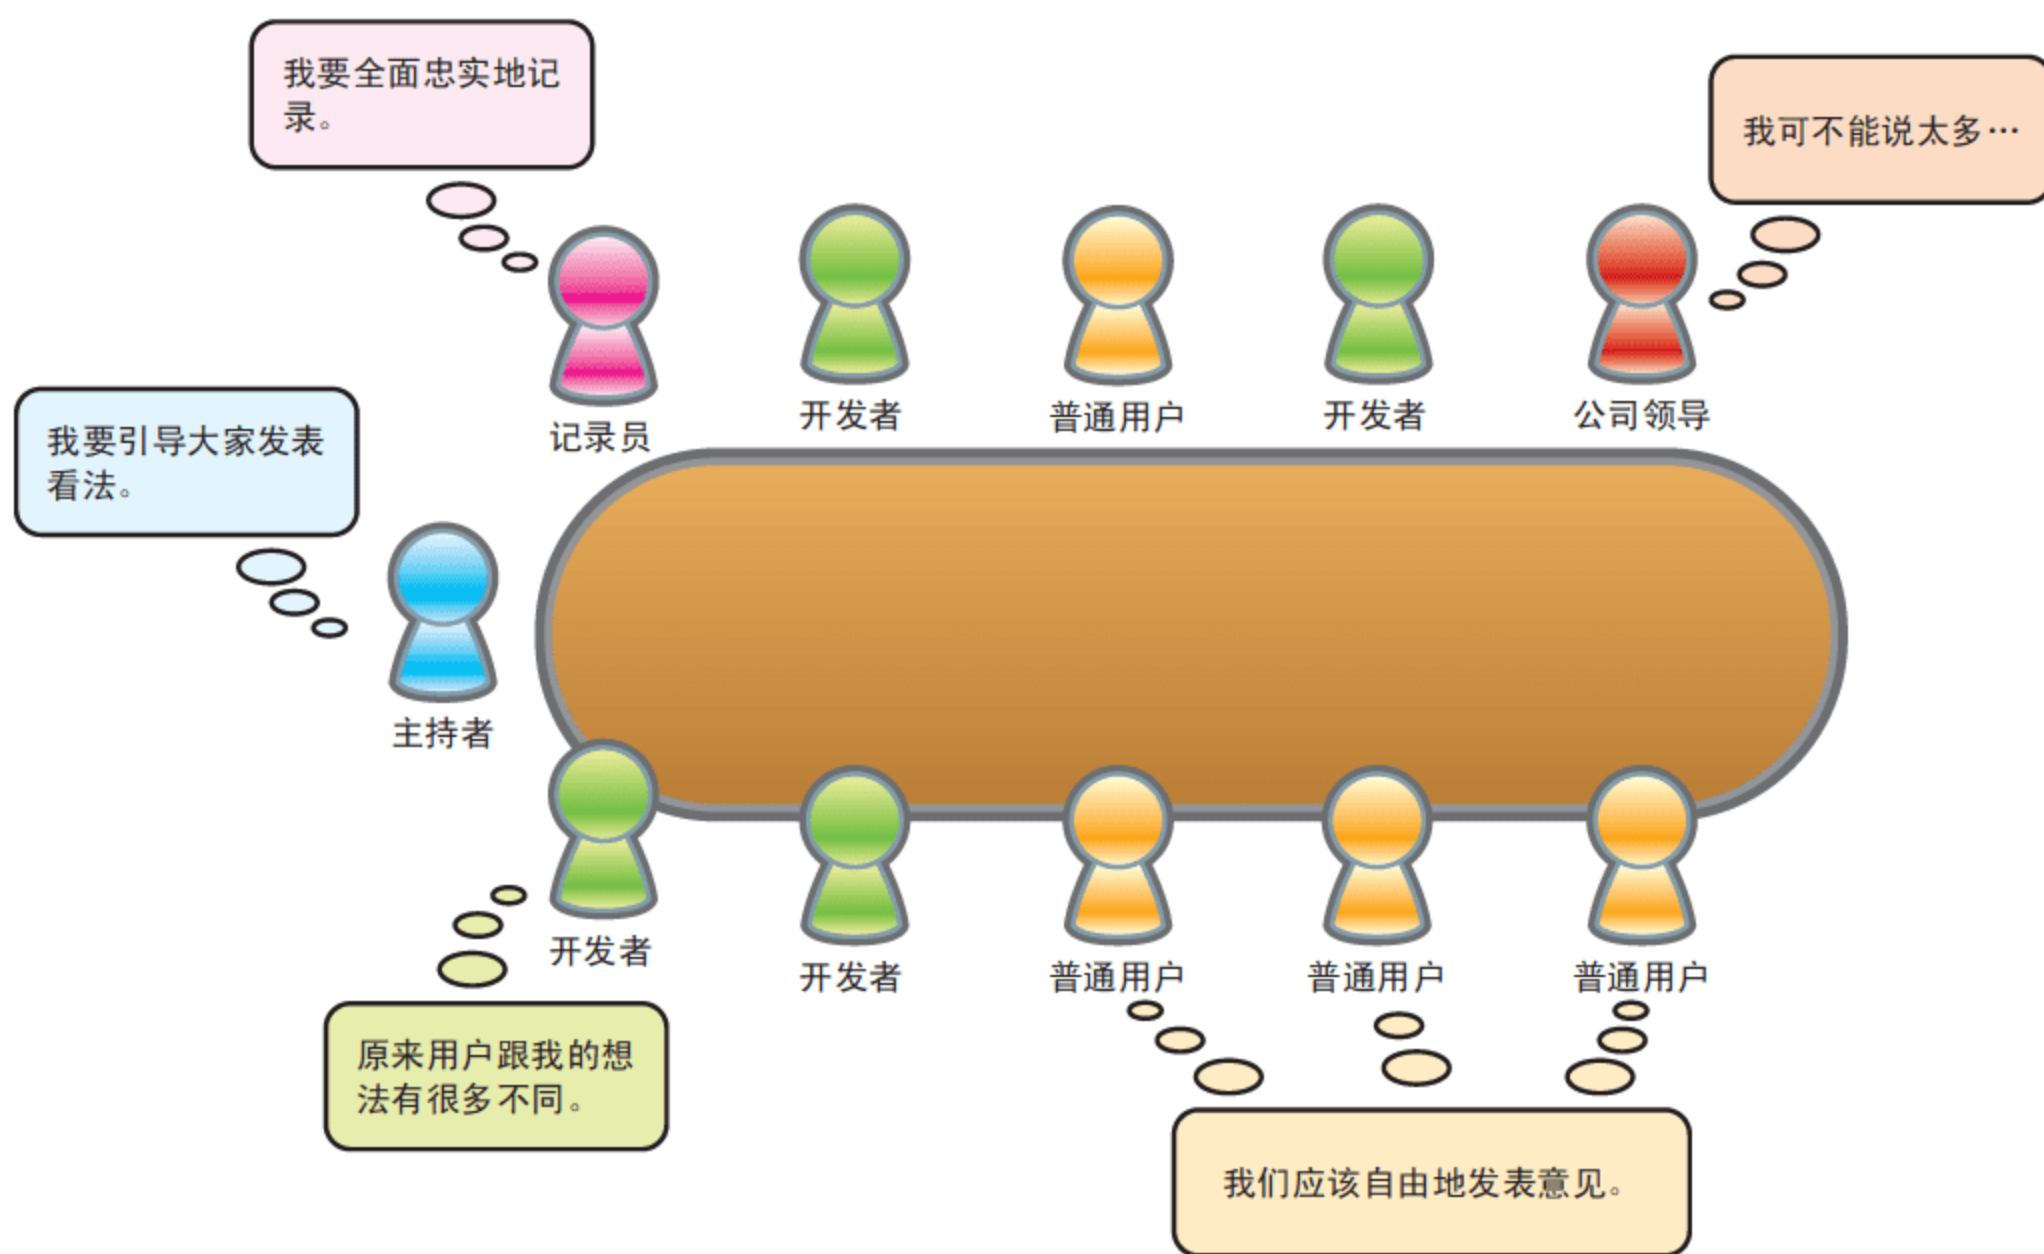 我要全面忠实地记
录。
我可不能说太多…
开发者
普通用户
开发者
公司领导
记录员
我要引导大家发表
看法。
主持者
开发者
开发者
普通用户
普通用户
普通用户
原来用户跟我的想
法有很多不同。
我们应该自由地发表意见。